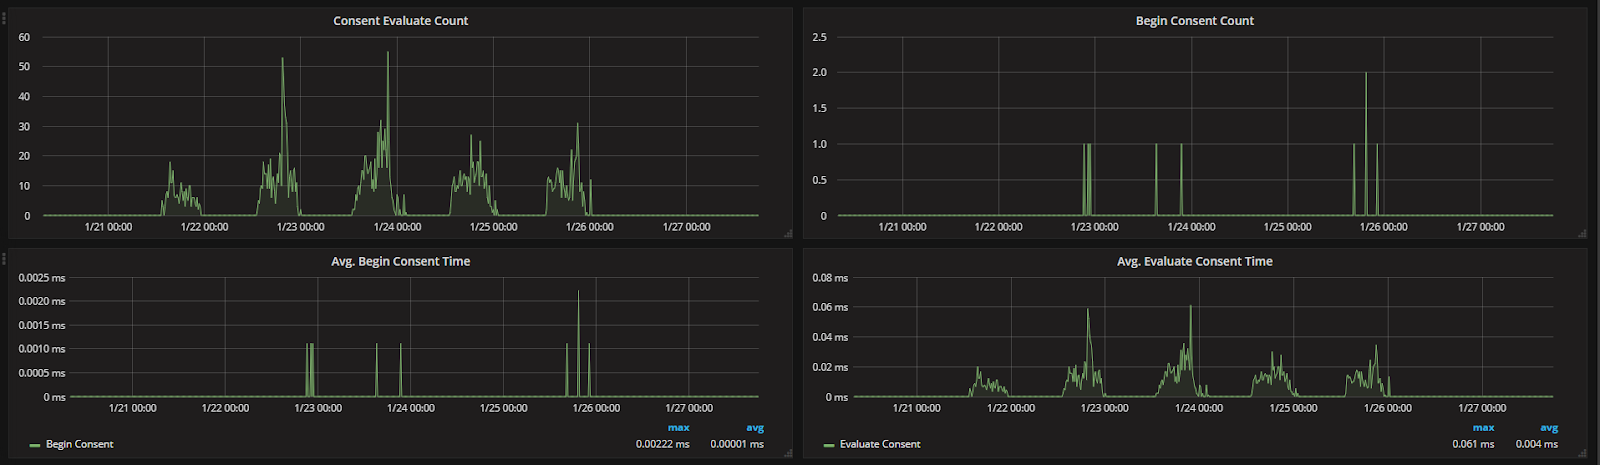 Consent Evaluate Count
60
50
40
30
20
10
0
1/21 00:00 1/22 00:00 1/23 00:00 1/24 00:00 1/25 00:00 1/26 00:00 1/27 00:00
Begin Consent Count
2.5
2.0
1.5
1.0
0.5
0
1/21 00:00 1/22 00:00 1/23 00:00 1/24 00:00 1/25 00:00 1/26 00:00 1/27 00:00
Avg. Begin Consent Time
0.0025 ms
0.0020 ms
0.0015 ms
0.0010 ms
0.0005 ms
0 ms
1/21 00:00 1/22 00:00 1/23 00:00 1/24 00:00 1/25 00:00 1/26 00:00 1/27 00:00
max avg
Begin Consent 0.00222 ms 0.00001 ms
Avg. Evaluate Consent Time
0.08 ms
0.06 ms
0.04 ms
0.02 ms
0 ms
1/21 00:00 1/22 00:00 1/23 00:00 1/24 00:00 1/25 00:00 1/26 00:00 1/27 00:00
max avg
Evaluate Consent 0.061 ms 0.004 ms